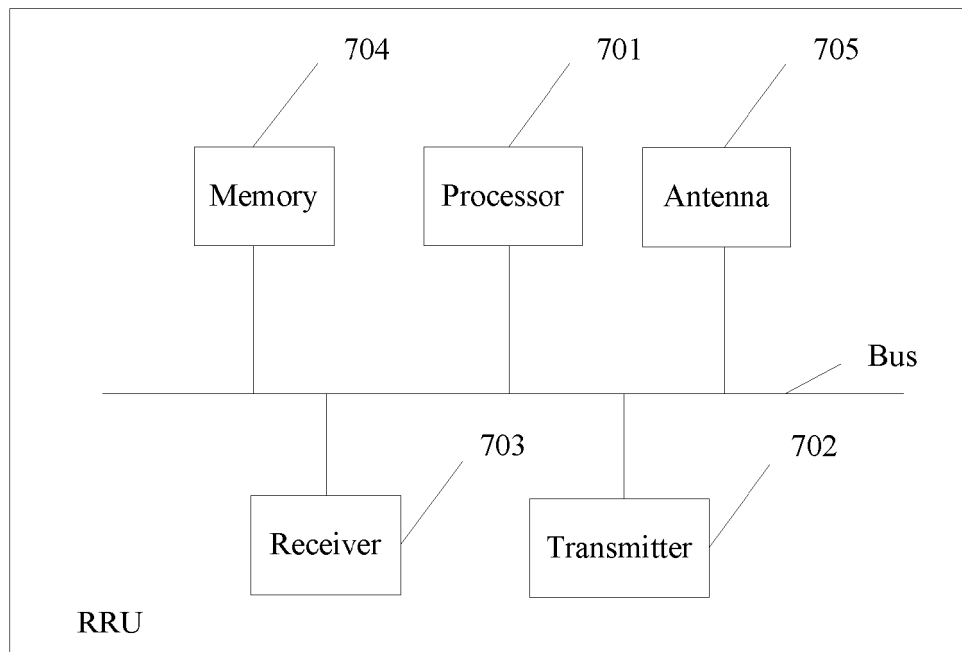 704
701
705
Memory
Processor
Antenna
Bus
703
702
Receiver
Transmitter
RRU